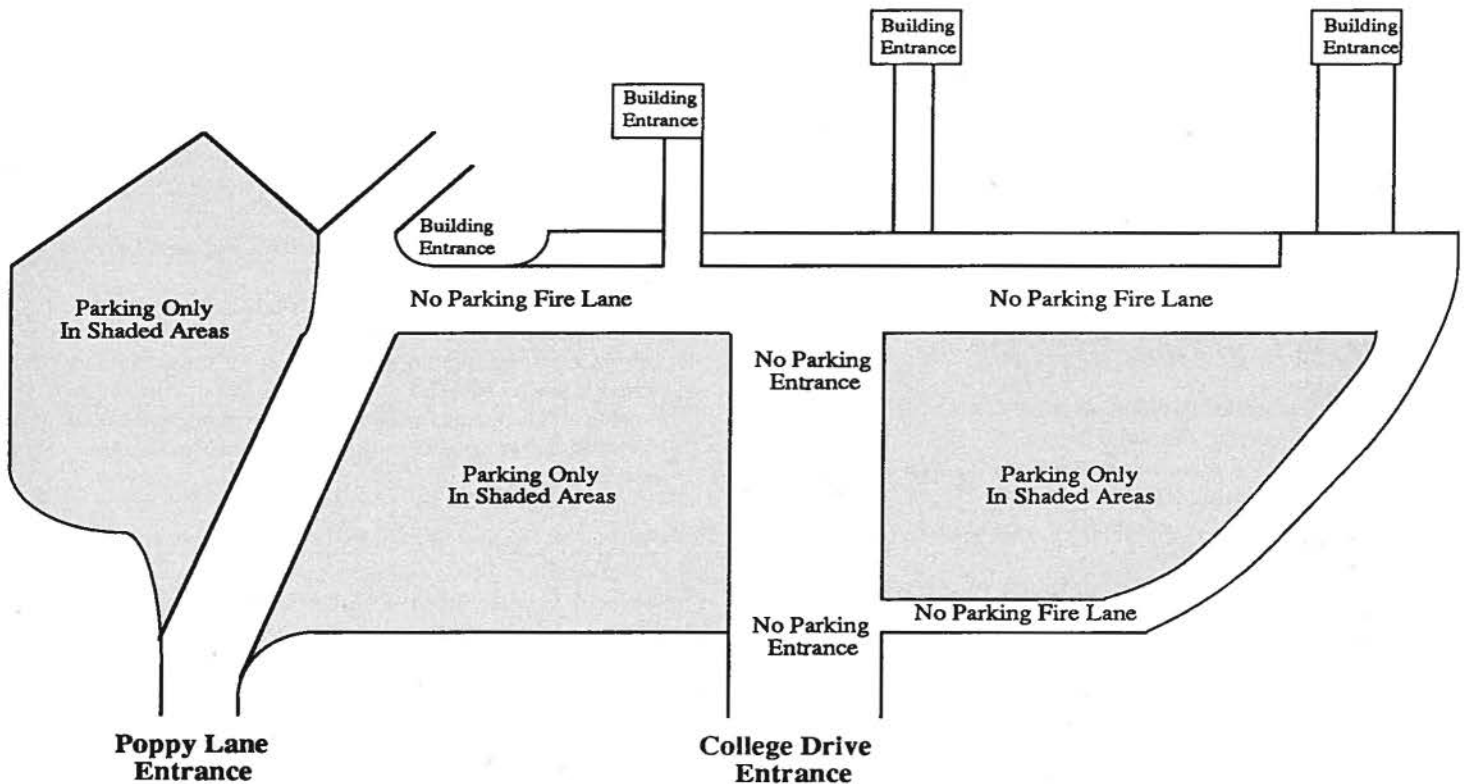 Building
Entrance
Building
Entrance
Building
Entrance
Building
Entrance
No Parking Fire Lane
No Parking Fire Lane
Parking Only
In Shaded Areas
No Parking
Entrance
Parking Only
In Shaded Areas
Parking Only
In Shaded Areas
No Parking Fire Lane
No Parking
Entrance
Poppy Lane
Entrance
College Drive
Entrance